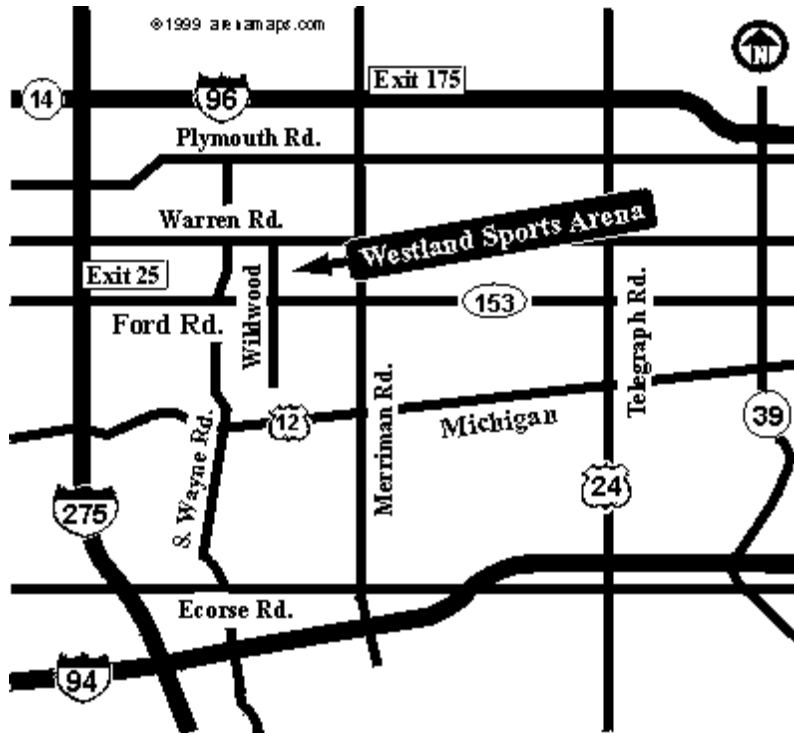 ©1999 arenamaps.com
N
14
96
Exit 175
Plymouth Rd.
Warren Rd.
Westland Sports Arena
Exit 25
153
Ford Rd.
Wildwood
Telegraph Rd.
Merriman Rd.
12
Michigan
39
S. Wayne Rd.
24
275
Ecorse Rd.
94